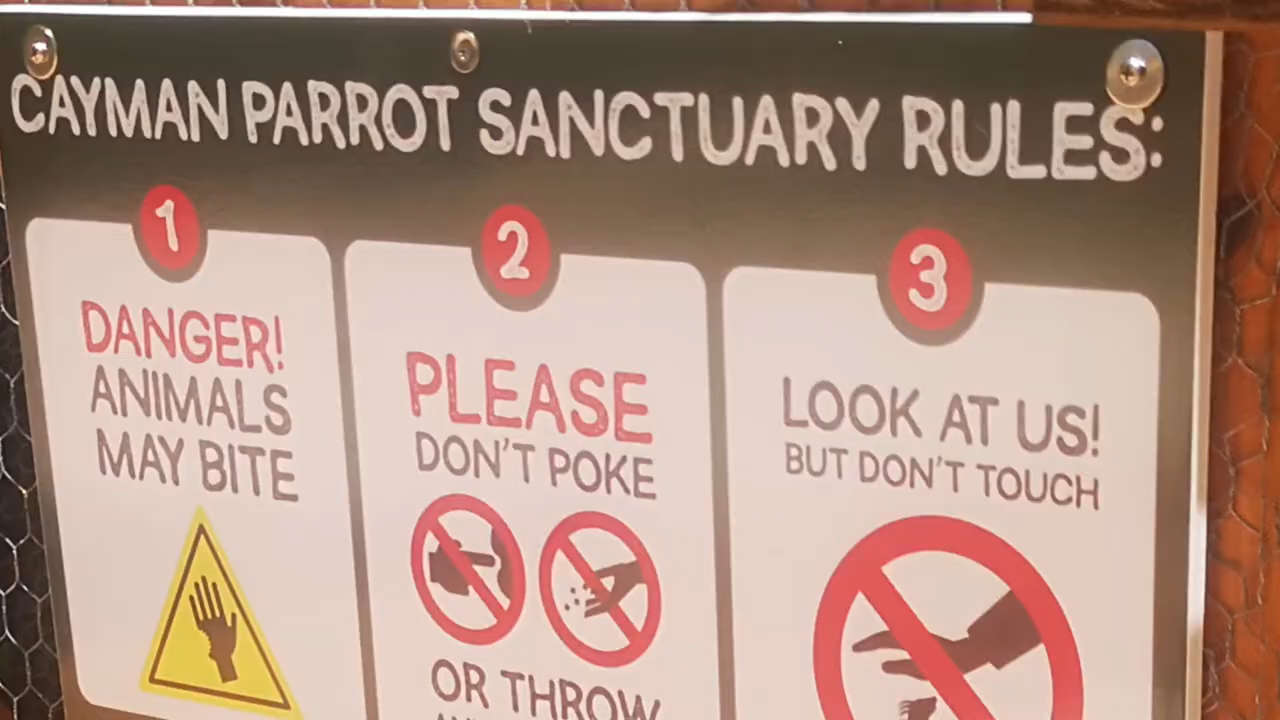 CAYMAN PARROT SANCTUARY RULES:
1
DANGER!
ANIMALS
MAY BITE
2
PLEASE
DON'T POKE
OR THROW
3
LOOK AT US!
BUT DON'T TOUCH